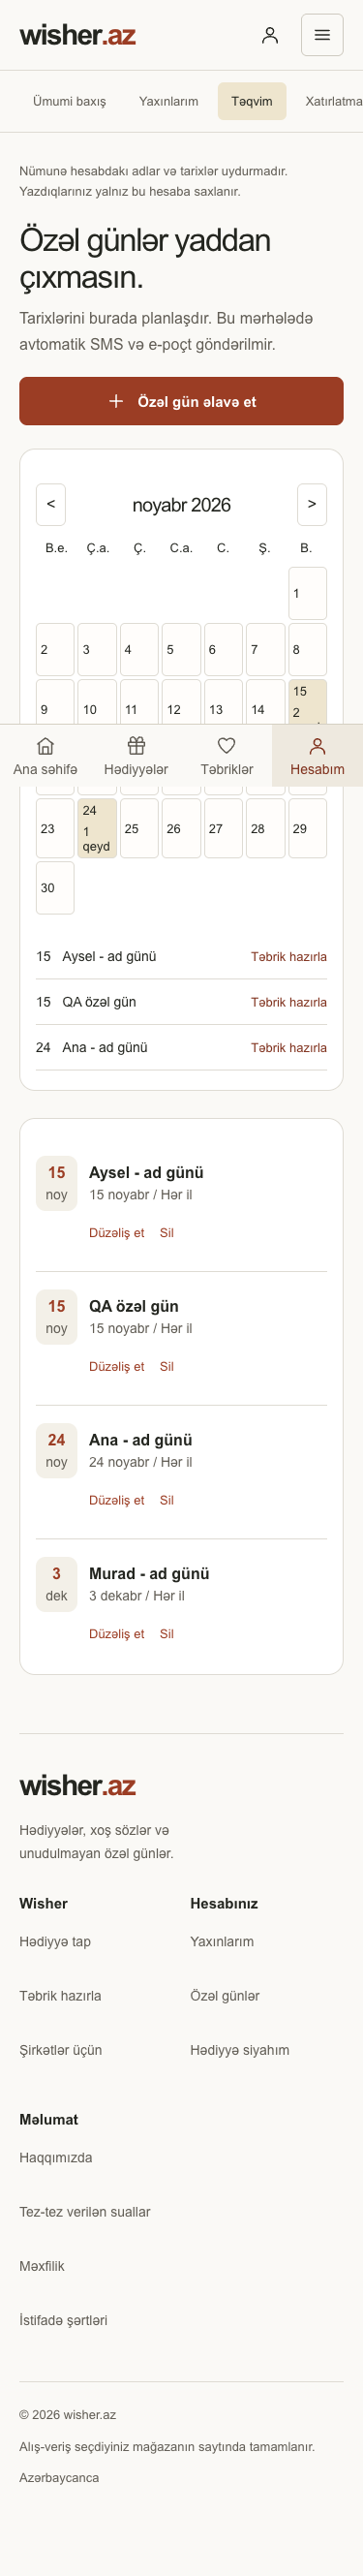 wisher.az
Ümumi baxış Yaxınlarım Təqvim Xatırlatma
Nümunə hesabdakı adlar və tarixlər uydurmadır.
Yazdıqlarınız yalnız bu hesaba saxlanır.
Özəl günlər yaddan
çıxmasın.
Tarixlərini burada planlaşdır. Bu mərhələdə
avtomatik SMS və e-poçt göndərilmir.
+ Özəl gün əlavə et
< noyabr 2026 >
B.e. Ç.a. Ç. C.a. C. Ş. B.
1
2 3 4 5 6 7 8
9 10 11 12 13 14 15
2
Ana səhifə Hədiyyələr Təbriklər Hesabım
23 24 25 26 27 28 29
1
qeyd
30
15 Aysel - ad günü Təbrik hazırla
15 QA özəl gün Təbrik hazırla
24 Ana - ad günü Təbrik hazırla
15 Aysel - ad günü
noy 15 noyabr / Hər il
Düzəliş et Sil
15 QA özəl gün
noy 15 noyabr / Hər il
Düzəliş et Sil
24 Ana - ad günü
noy 24 noyabr / Hər il
Düzəliş et Sil
3 Murad - ad günü
dek 3 dekabr / Hər il
Düzəliş et Sil
wisher.az
Hədiyyələr, xoş sözlər və
unudulmayan özəl günlər.
Wisher
Hədiyyə tap
Təbrik hazırla
Şirkətlər üçün
Hesabınız
Yaxınlarım
Özəl günlər
Hədiyyə siyahım
Məlumat
Haqqımızda
Tez-tez verilən suallar
Məxfilik
İstifadə şərtləri
© 2026 wisher.az
Alış-veriş seçdiyiniz mağazanın saytında tamamlanır.
Azərbaycanca